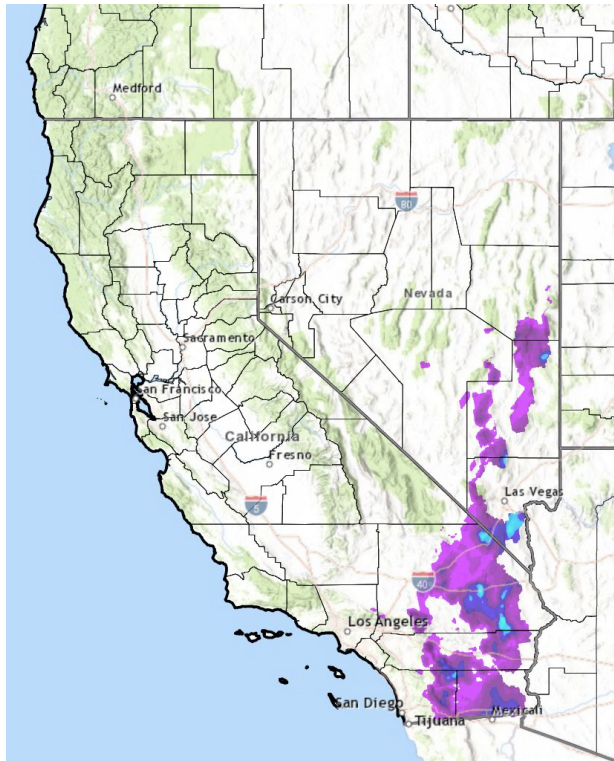 Medford
80
Carson City
Nevada
Sacramento
San Francisco
San Jose
California
Fresno
5
Las Vegas
40
Los Angeles
San Diego
Mexicali
Tijuana